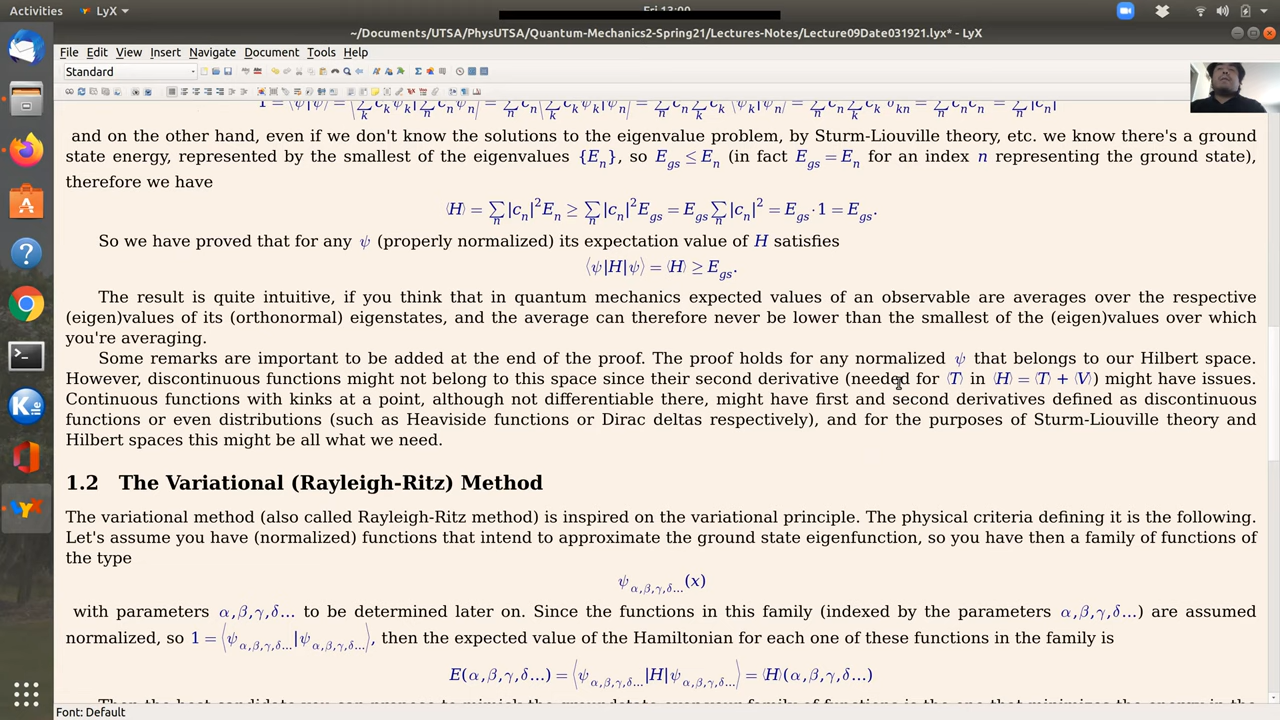 Activities LyX Fri 13:00
~/Documents/UTSA/PhysUTSA/Quantum-Mechanics2-Spring21/Lectures-Notes/Lecture09Date031921.lyx* - LyX
File Edit View Insert Navigate Document Tools Help
Standard
and on the other hand, even if we don't know the solutions to the eigenvalue problem, by Sturm-Liouville theory, etc. we know there's a ground
state energy, represented by the smallest of the eigenvalues {E_n}, so E_gs ≤ E_n (in fact E_gs = E_n for an index n representing the ground state),
therefore we have
⟨H⟩ = ∑_n |c_n|^2 E_n ≥ ∑_n |c_n|^2 E_gs = E_gs ∑_n |c_n|^2 = E_gs · 1 = E_gs.
So we have proved that for any ψ (properly normalized) its expectation value of H satisfies
⟨ψ|H|ψ⟩ = ⟨H⟩ ≥ E_gs.
The result is quite intuitive, if you think that in quantum mechanics expected values of an observable are averages over the respective
(eigen)values of its (orthonormal) eigenstates, and the average can therefore never be lower than the smallest of the (eigen)values over which
you're averaging.
Some remarks are important to be added at the end of the proof. The proof holds for any normalized ψ that belongs to our Hilbert space.
However, discontinuous functions might not belong to this space since their second derivative (needed for ⟨T⟩ in ⟨H⟩ = ⟨T⟩ + ⟨V⟩) might have issues.
Continuous functions with kinks at a point, although not differentiable there, might have first and second derivatives defined as discontinuous
functions or even distributions (such as Heaviside functions or Dirac deltas respectively), and for the purposes of Sturm-Liouville theory and
Hilbert spaces this might be all what we need.
1.2 The Variational (Rayleigh-Ritz) Method
The variational method (also called Rayleigh-Ritz method) is inspired on the variational principle. The physical criteria defining it is the following.
Let's assume you have (normalized) functions that intend to approximate the ground state eigenfunction, so you have then a family of functions of
the type
ψ_α,β,γ,δ...(x)
with parameters α,β,γ,δ... to be determined later on. Since the functions in this family (indexed by the parameters α,β,γ,δ...) are assumed
normalized, so 1 = ⟨ψ_α,β,γ,δ...|ψ_α,β,γ,δ...⟩, then the expected value of the Hamiltonian for each one of these functions in the family is
E(α,β,γ,δ...) = ⟨ψ_α,β,γ,δ...|H|ψ_α,β,γ,δ...⟩ = ⟨H⟩(α,β,γ,δ...)
Font: Default